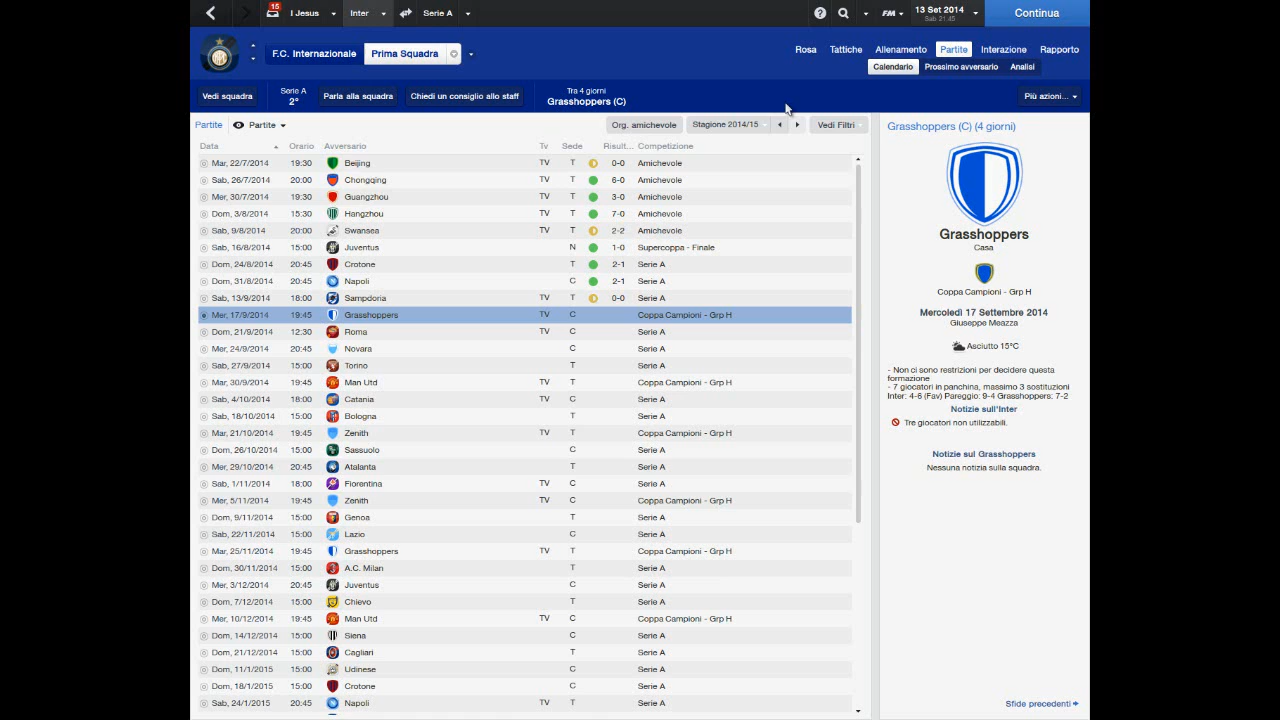 15
I Jesus
Inter
Serie A
FM
13 Set 2014
Sab 21:45
Continua
F.C. Internazionale
Prima Squadra
Rosa Tattiche Allenamento Partite Interazione Rapporto
Calendario Prossimo avversario Analisi
Vedi squadra
Serie A
2°
Parla alla squadra
Chiedi un consiglio allo staff
Tra 4 giorni
Grasshoppers (C)
Più azioni...
Partite
Partite
Org. amichevole
Stagione 2014/15
Vedi Filtri
Data Orario Avversario Tv Sede Risult... Competizione
Mar, 22/7/2014 19:30 Beijing TV T 0-0 Amichevole
Sab, 26/7/2014 20:00 Chongqing TV T 6-0 Amichevole
Mer, 30/7/2014 19:30 Guangzhou TV T 3-0 Amichevole
Dom, 3/8/2014 15:30 Hangzhou TV T 7-0 Amichevole
Sab, 9/8/2014 20:00 Swansea TV T 2-2 Amichevole
Sab, 16/8/2014 15:00 Juventus N 1-0 Supercoppa - Finale
Dom, 24/8/2014 20:45 Crotone T 2-1 Serie A
Dom, 31/8/2014 20:45 Napoli C 2-1 Serie A
Sab, 13/9/2014 18:00 Sampdoria TV T 0-0 Serie A
Mer, 17/9/2014 19:45 Grasshoppers TV C Coppa Campioni - Grp H
Dom, 21/9/2014 12:30 Roma TV C Serie A
Mer, 24/9/2014 20:45 Novara C Serie A
Sab, 27/9/2014 15:00 Torino T Serie A
Mar, 30/9/2014 19:45 Man Utd TV T Coppa Campioni - Grp H
Sab, 4/10/2014 18:00 Catania TV C Serie A
Sab, 18/10/2014 15:00 Bologna T Serie A
Mar, 21/10/2014 19:45 Zenith TV T Coppa Campioni - Grp H
Dom, 26/10/2014 15:00 Sassuolo C Serie A
Mer, 29/10/2014 20:45 Atalanta T Serie A
Sab, 1/11/2014 18:00 Fiorentina TV C Serie A
Mer, 5/11/2014 19:45 Zenith TV C Coppa Campioni - Grp H
Dom, 9/11/2014 15:00 Genoa T Serie A
Sab, 22/11/2014 15:00 Lazio C Serie A
Mar, 25/11/2014 19:45 Grasshoppers TV T Coppa Campioni - Grp H
Dom, 30/11/2014 15:00 A.C. Milan T Serie A
Mer, 3/12/2014 20:45 Juventus C Serie A
Dom, 7/12/2014 15:00 Chievo T Serie A
Mer, 10/12/2014 19:45 Man Utd TV C Coppa Campioni - Grp H
Dom, 14/12/2014 15:00 Siena C Serie A
Dom, 21/12/2014 15:00 Cagliari T Serie A
Dom, 11/1/2015 15:00 Udinese C Serie A
Dom, 18/1/2015 15:00 Crotone C Serie A
Sab, 24/1/2015 20:45 Napoli TV T Serie A
Grasshoppers (C) (4 giorni)
Grasshoppers
Casa
Coppa Campioni - Grp H
Mercoledì 17 Settembre 2014
Giuseppe Meazza
Asciutto 15°C
- Non ci sono restrizioni per decidere questa
formazione
- 7 giocatori in panchina, massimo 3 sostituzioni
Inter: 4-6 (Fav) Pareggio: 9-4 Grasshoppers: 7-2
Notizie sull'Inter
Tre giocatori non utilizzabili.
Notizie sul Grasshoppers
Nessuna notizia sulla squadra.
Sfide precedenti